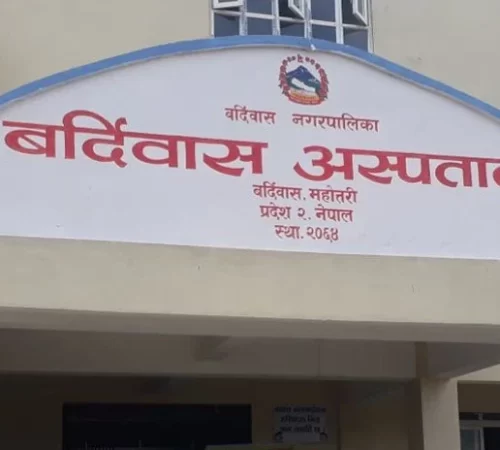 बर्दिवास नगरपालिका
बर्दिवास अस्पताल
बर्दिवास, महोत्तरी
प्रदेश २, नेपाल
स्था. २०६४